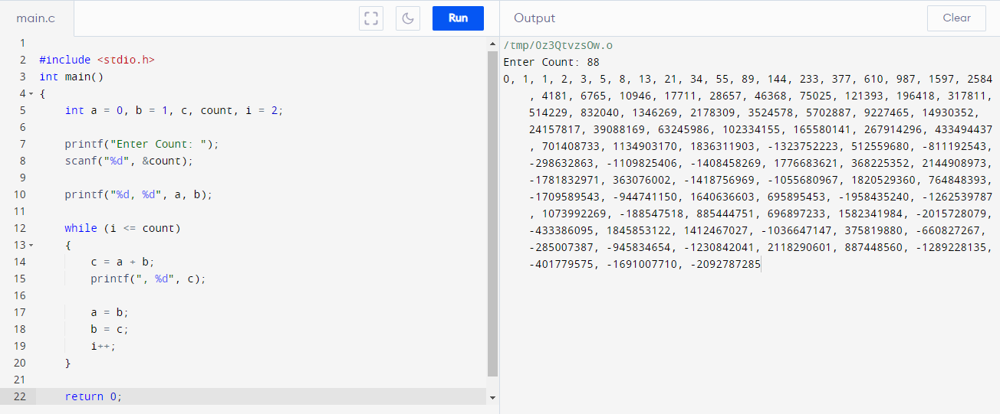 main.c
Run
Output
Clear
1
2 #include <stdio.h>
3 int main()
4 {
5     int a = 0, b = 1, c, count, i = 2;
6
7     printf("Enter Count: ");
8     scanf("%d", &count);
9
10     printf("%d, %d", a, b);
11
12     while (i <= count)
13     {
14         c = a + b;
15         printf(", %d", c);
16
17         a = b;
18         b = c;
19         i++;
20     }
21
22     return 0;
/tmp/0z3QtvzsOw.o
Enter Count: 88
0, 1, 1, 2, 3, 5, 8, 13, 21, 34, 55, 89, 144, 233, 377, 610, 987, 1597, 2584
, 4181, 6765, 10946, 17711, 28657, 46368, 75025, 121393, 196418, 317811,
514229, 832040, 1346269, 2178309, 3524578, 5702887, 9227465, 14930352,
24157817, 39088169, 63245986, 102334155, 165580141, 267914296, 433494437
, 701408733, 1134903170, 1836311903, -1323752223, 512559680, -811192543,
-298632863, -1109825406, -1408458269, 1776683621, 368225352, 2144908973,
-1781832971, 363076002, -1418756969, -1055680967, 1820529360, 764848393,
-1709589543, -944741150, 1640636603, 695895453, -1958435240, -1262539787
, 1073992269, -188547518, 885444751, 696897233, 1582341984, -2015728079,
-433386095, 1845853122, 1412467027, -1036647147, 375819880, -660827267,
-285007387, -945834654, -1230842041, 2118290601, 887448560, -1289228135,
-401779575, -1691007710, -2092787285